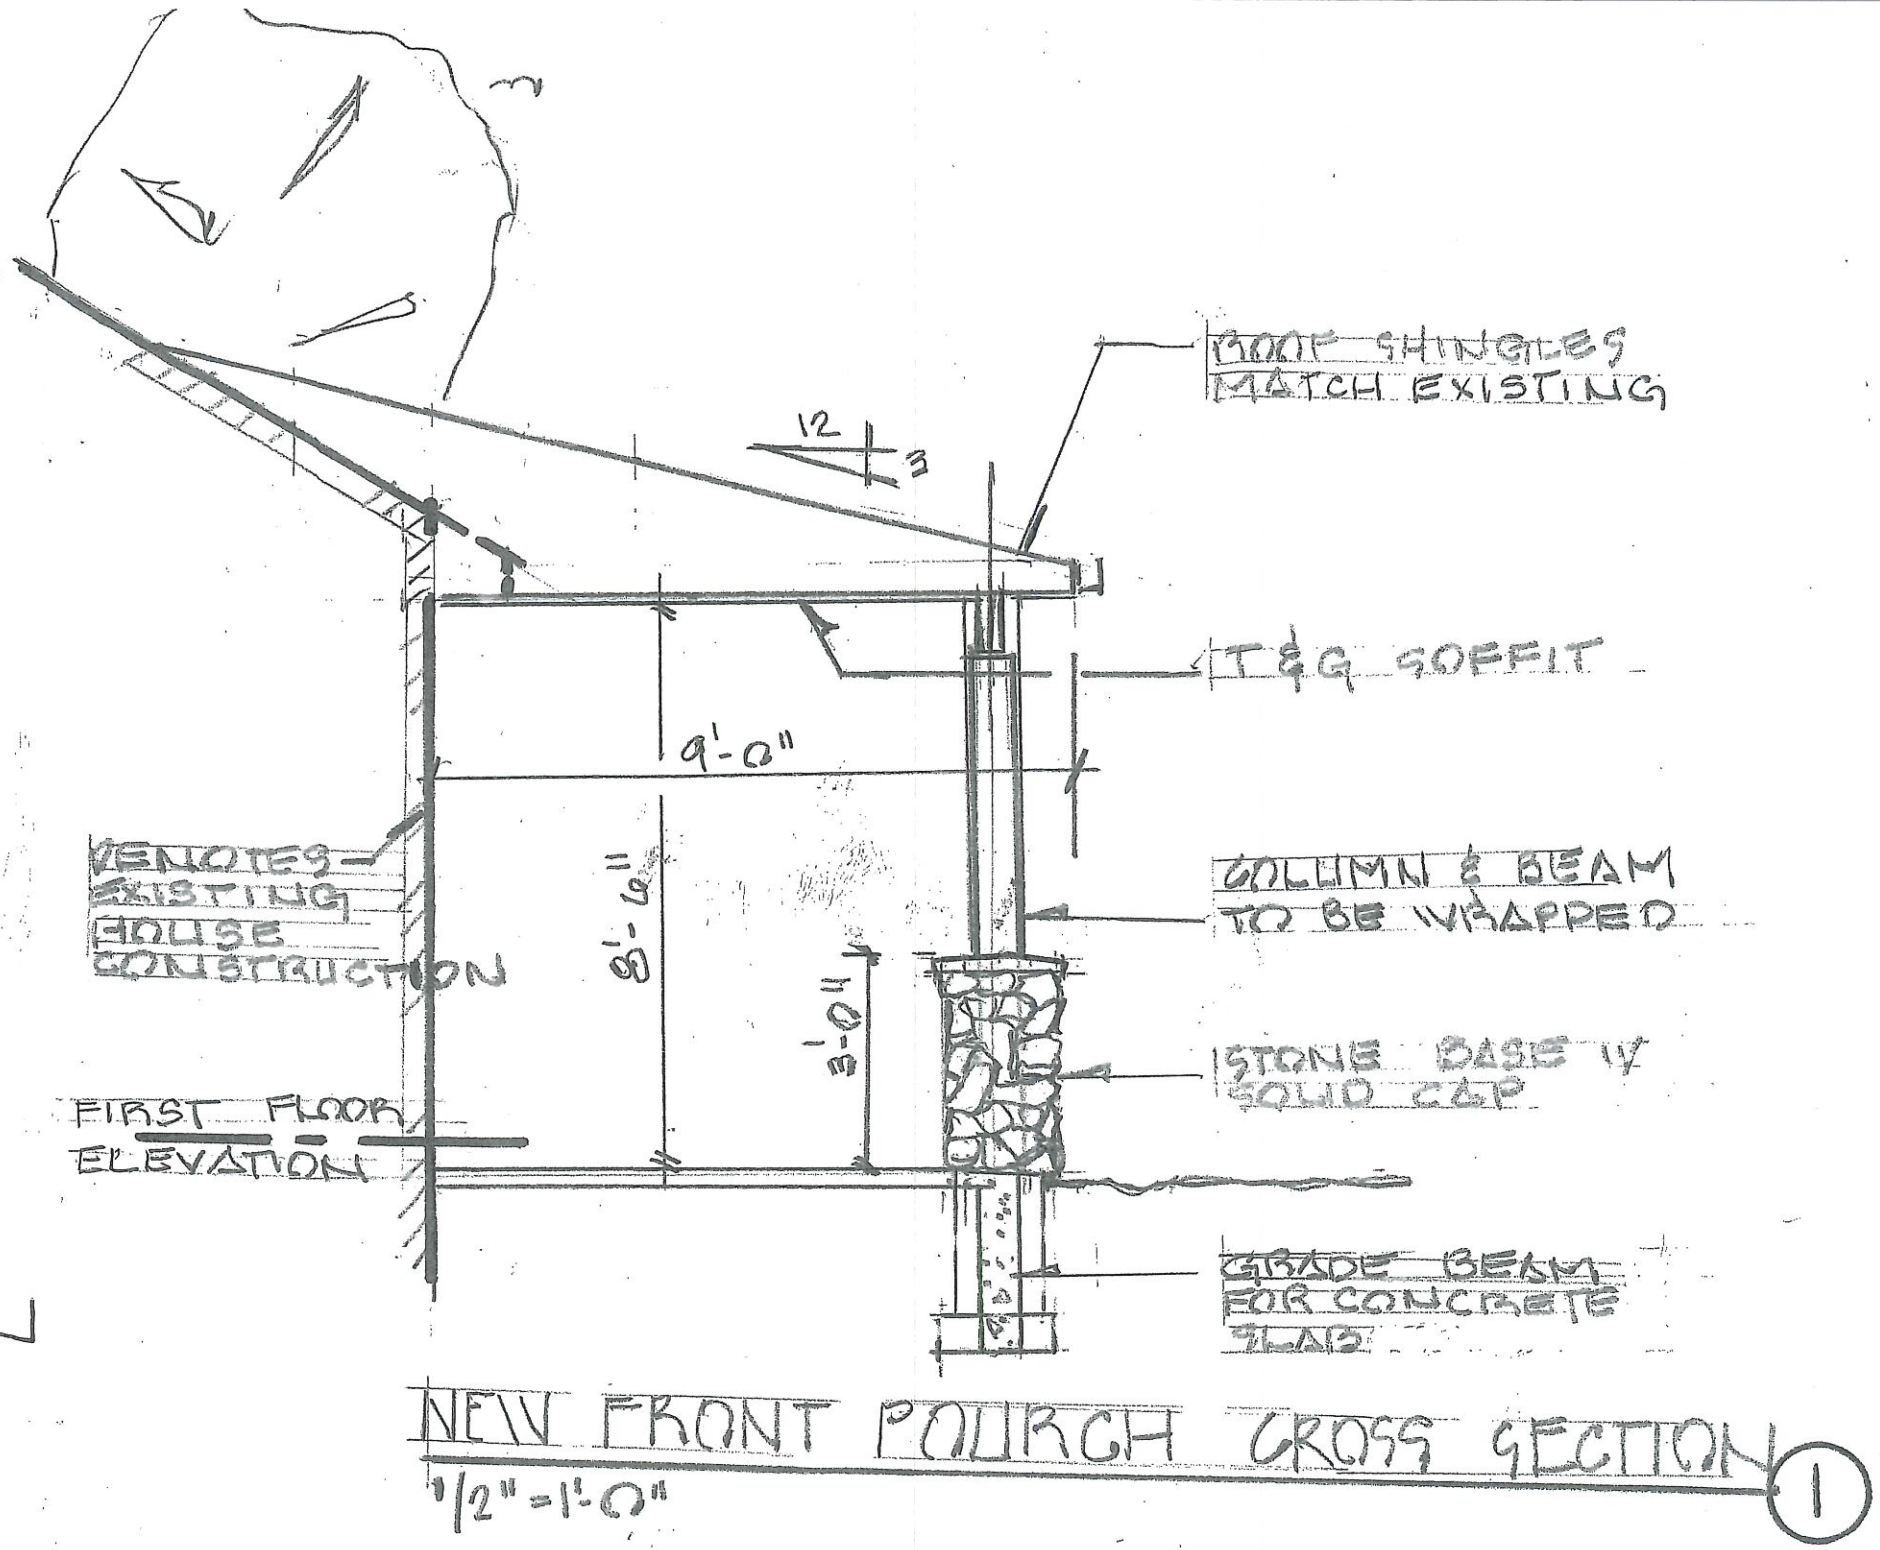 ROOF SHINGLES
MATCH EXISTING
12
3
T & G SOFFIT
9'-0"
DENOTES
EXISTING
HOUSE
CONSTRUCTION
8'-6"
COLUMN & BEAM
TO BE WRAPPED
3'-0"
STONE BASE W/
SOLID CAP
FIRST FLOOR
ELEVATION
GRADE BEAM
FOR CONCRETE
SLAB
NEW FRONT POURCH CROSS SECTION
1/2" = 1'-0"
1